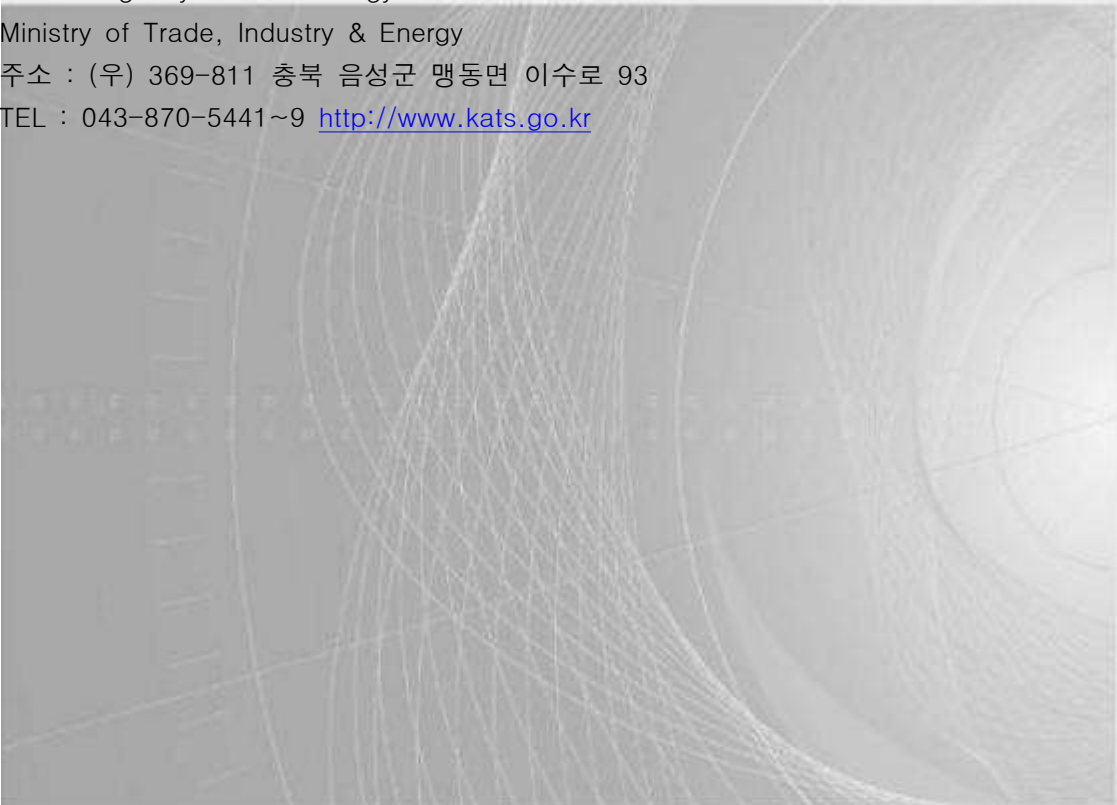 Ministry of Trade, Industry & Energy
주소 : (우) 369-811 충북 음성군 맹동면 이수로 93
TEL : 043-870-5441~9 http://www.kats.go.kr